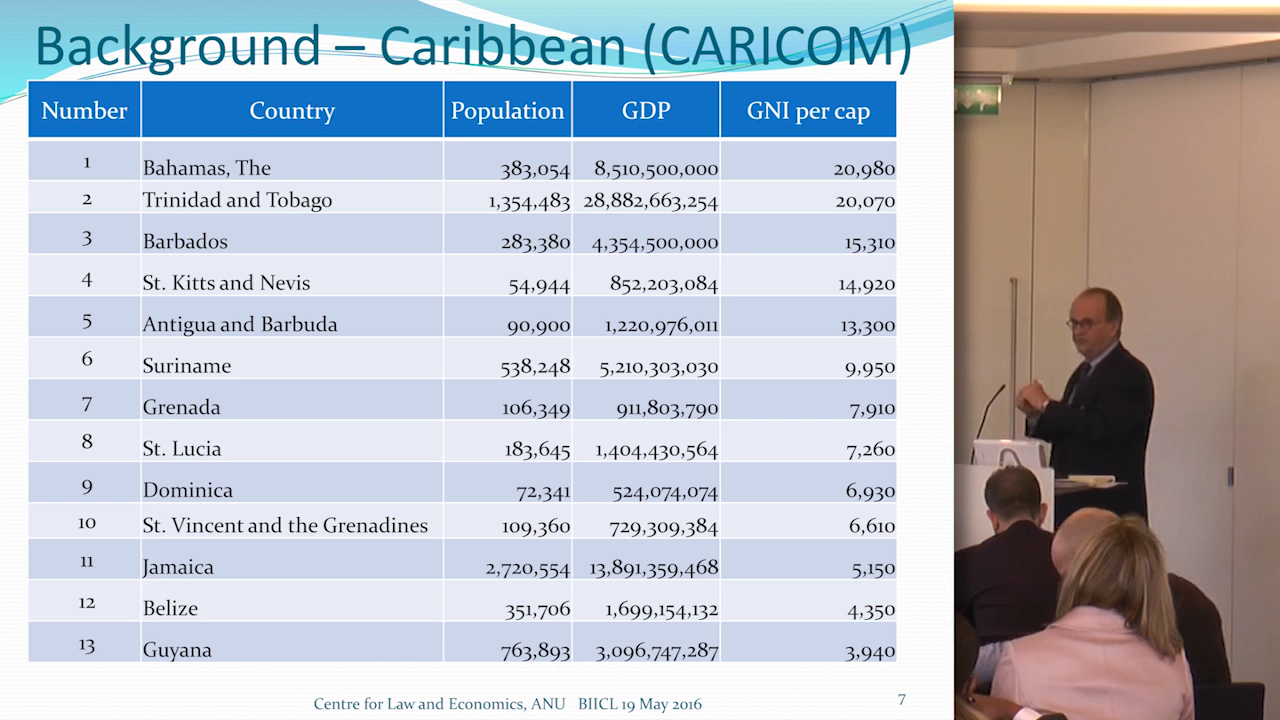 Background – Caribbean (CARICOM)
Number Country Population GDP GNI per cap
1 Bahamas, The 383,054 8,510,500,000 20,980
2 Trinidad and Tobago 1,354,483 28,882,663,254 20,070
3 Barbados 283,380 4,354,500,000 15,310
4 St. Kitts and Nevis 54,944 852,203,084 14,920
5 Antigua and Barbuda 90,900 1,220,976,011 13,300
6 Suriname 538,248 5,210,303,030 9,950
7 Grenada 106,349 911,803,790 7,910
8 St. Lucia 183,645 1,404,430,564 7,260
9 Dominica 72,341 524,074,074 6,930
10 St. Vincent and the Grenadines 109,360 729,309,384 6,610
11 Jamaica 2,720,554 13,891,359,468 5,150
12 Belize 351,706 1,699,154,132 4,350
13 Guyana 763,893 3,096,747,287 3,940
Centre for Law and Economics, ANU BIICL 19 May 2016 7